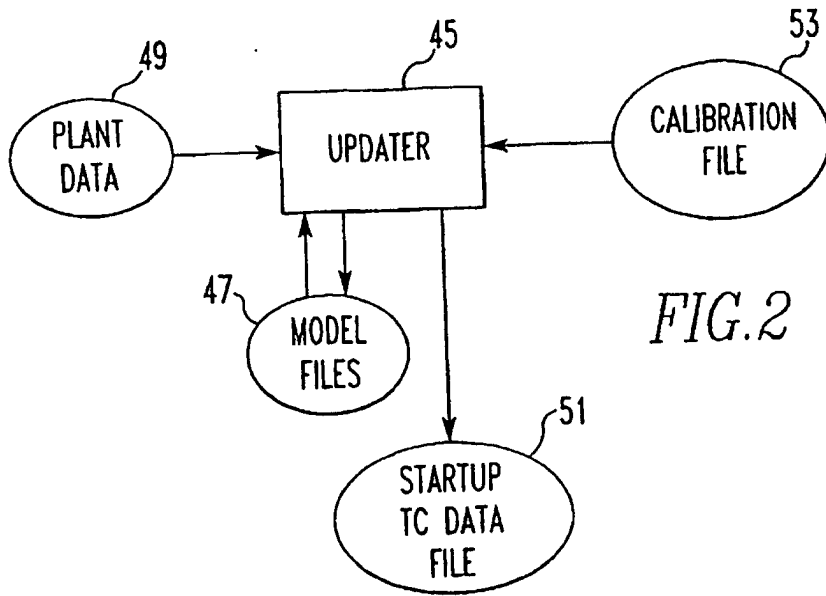 49
45
53
PLANT
DATA
UPDATER
CALIBRATION
FILE
47
MODEL
FILES
FIG.2
51
STARTUP
TC DATA
FILE